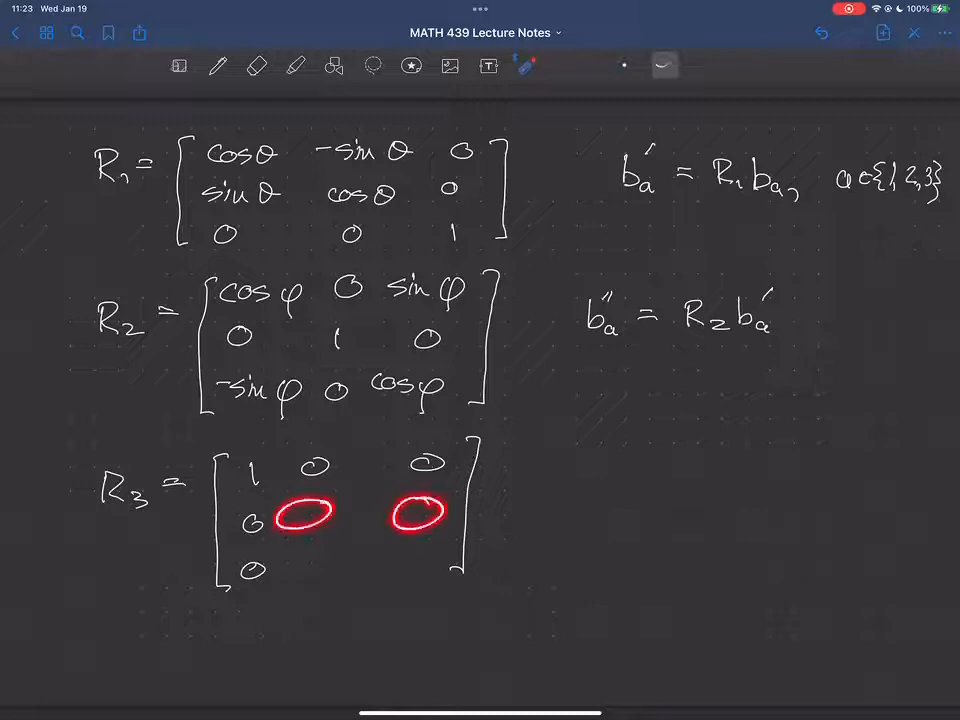 11:23 Wed Jan 19
100%
MATH 439 Lecture Notes
R₁ = [ cosθ -sinθ 0
sinθ cosθ 0
0 0 1 ]
b′ₐ = R₁ bₐ, a∈{1,2,3}
R₂ = [ cosφ 0 sinφ
0 1 0
-sinφ 0 cosφ ]
b″ₐ = R₂ b′ₐ
R₃ = [ 1 0 0
0
0 ]